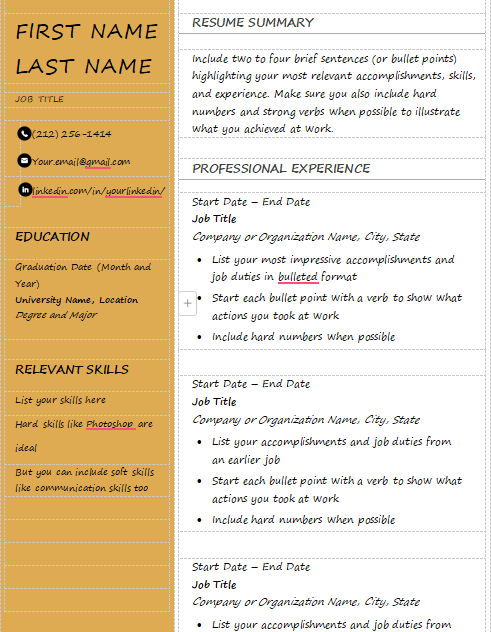 FIRST NAME
LAST NAME
JOB TITLE
(212) 256-1414
Your.email@gmail.com
linkedin.com/in/yourlinkedin/
EDUCATION
Graduation Date (Month and
Year)
University Name, Location
Degree and Major
RELEVANT SKILLS
List your skills here
Hard skills like Photoshop are
ideal
But you can include soft skills
like communication skills too
RESUME SUMMARY
Include two to four brief sentences (or bullet points)
highlighting your most relevant accomplishments, skills,
and experience. Make sure you also include hard
numbers and strong verbs when possible to illustrate
what you achieved at work.
PROFESSIONAL EXPERIENCE
Start Date – End Date
Job Title
Company or Organization Name, City, State
• List your most impressive accomplishments and
job duties in bulleted format
• Start each bullet point with a verb to show what
actions you took at work
• Include hard numbers when possible
Start Date – End Date
Job Title
Company or Organization Name, City, State
• List your accomplishments and job duties from
an earlier job
• Start each bullet point with a verb to show what
actions you took at work
• Include hard numbers when possible
Start Date – End Date
Job Title
Company or Organization Name, City, State
• List your accomplishments and job duties from